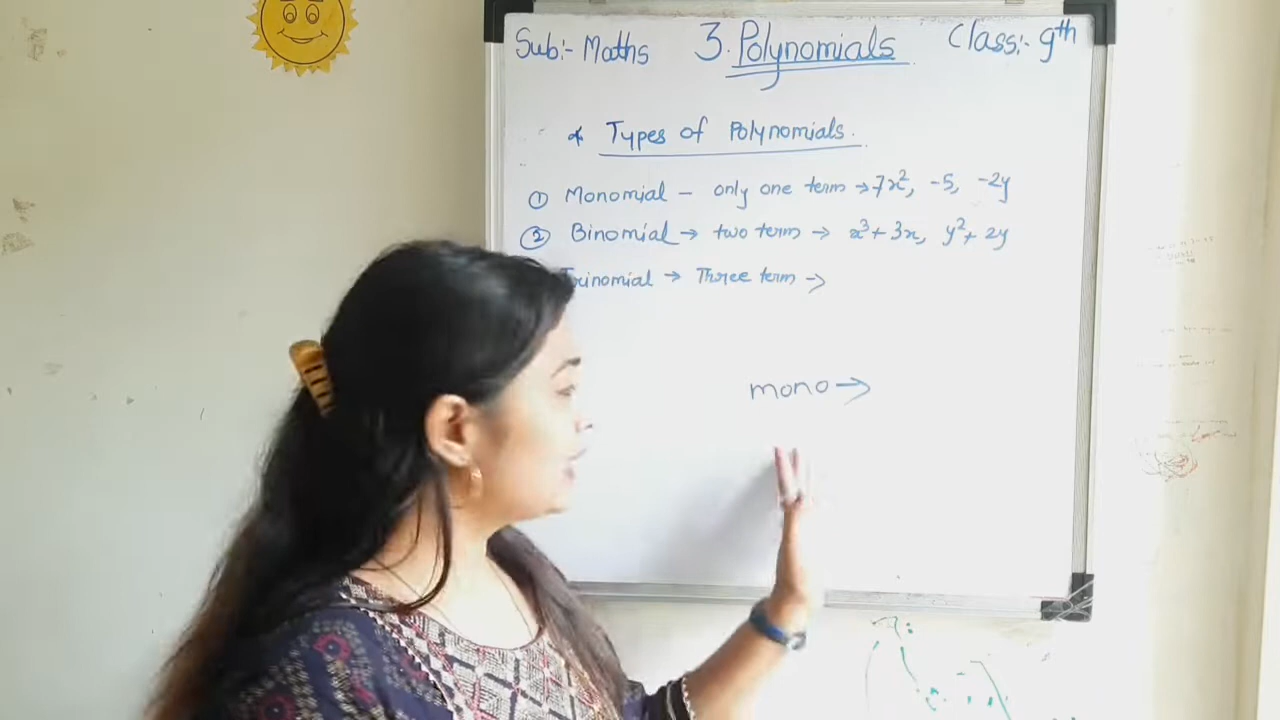 Sub:- Maths 3. Polynomials Class:- 9th
* Types of Polynomials.
① Monomial - only one term → 7x², -5, -2y
② Binomial → two term → x³ + 3x, y² + 2y
Trinomial → Three term →
mono →